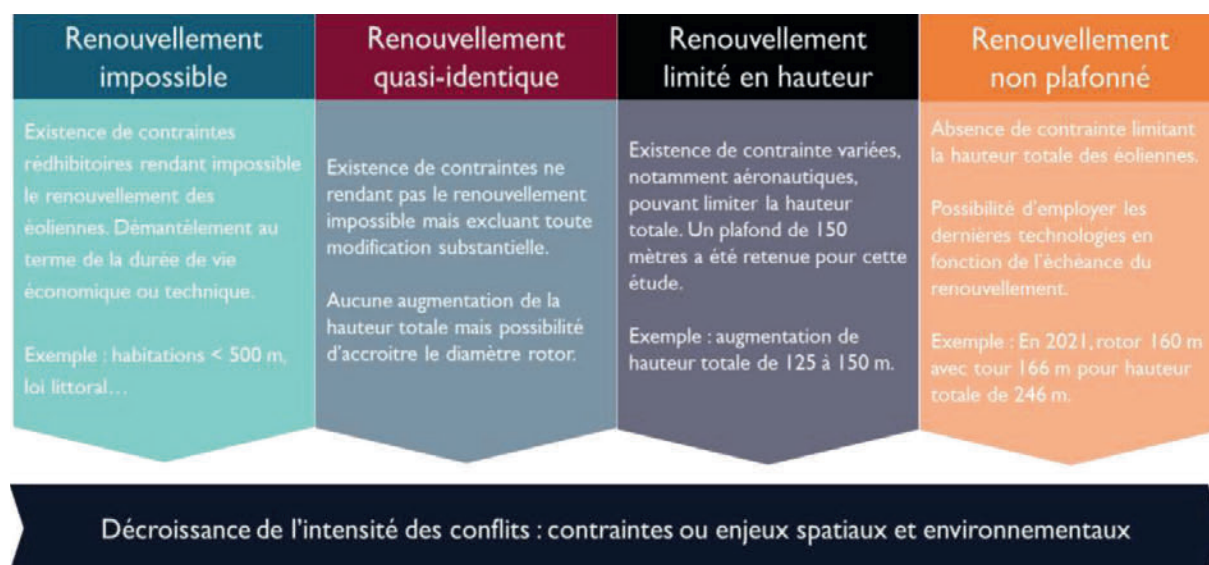 Renouvellement
impossible
Existence de contraintes
rédhibitoires rendant impossible
le renouvellement des
éoliennes. Démantèlement au
terme de la durée de vie
économique ou technique.
Exemple : habitations < 500 m,
loi littoral…
Renouvellement
quasi-identique
Existence de contraintes ne
rendant pas le renouvellement
impossible mais excluant toute
modification substantielle.
Aucune augmentation de la
hauteur totale mais possibilité
d'accroitre le diamètre rotor.
Renouvellement
limité en hauteur
Existence de contrainte variées,
notamment aéronautiques,
pouvant limiter la hauteur
totale. Un plafond de 150
mètres a été retenue pour cette
étude.
Exemple : augmentation de
hauteur totale de 125 à 150 m.
Renouvellement
non plafonné
Absence de contrainte limitant
la hauteur totale des éoliennes.
Possibilité d'employer les
dernières technologies en
fonction de l'échéance du
renouvellement.
Exemple : En 2021, rotor 160 m
avec tour 166 m pour hauteur
totale de 246 m.
Décroissance de l'intensité des conflits : contraintes ou enjeux spatiaux et environnementaux